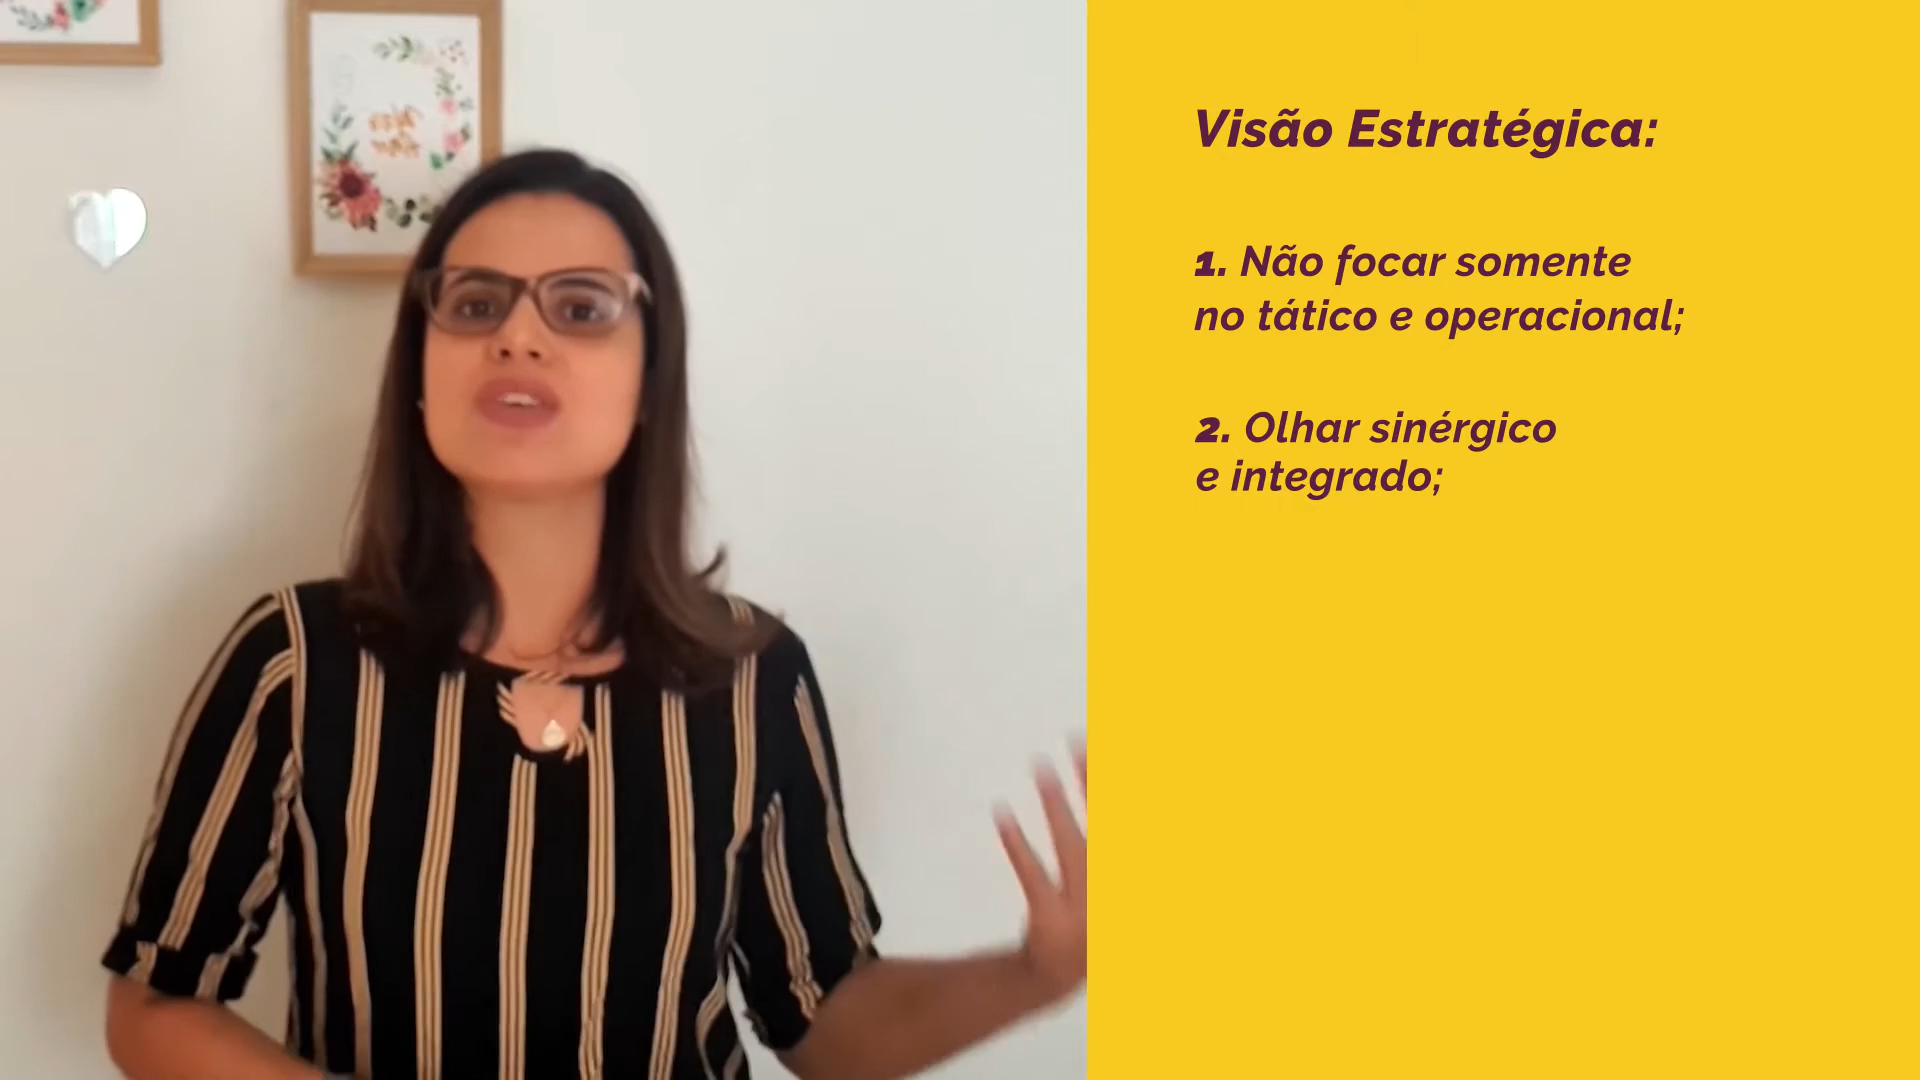 Visão Estratégica:
1. Não focar somente
no tático e operacional;
2. Olhar sinérgico
e integrado;